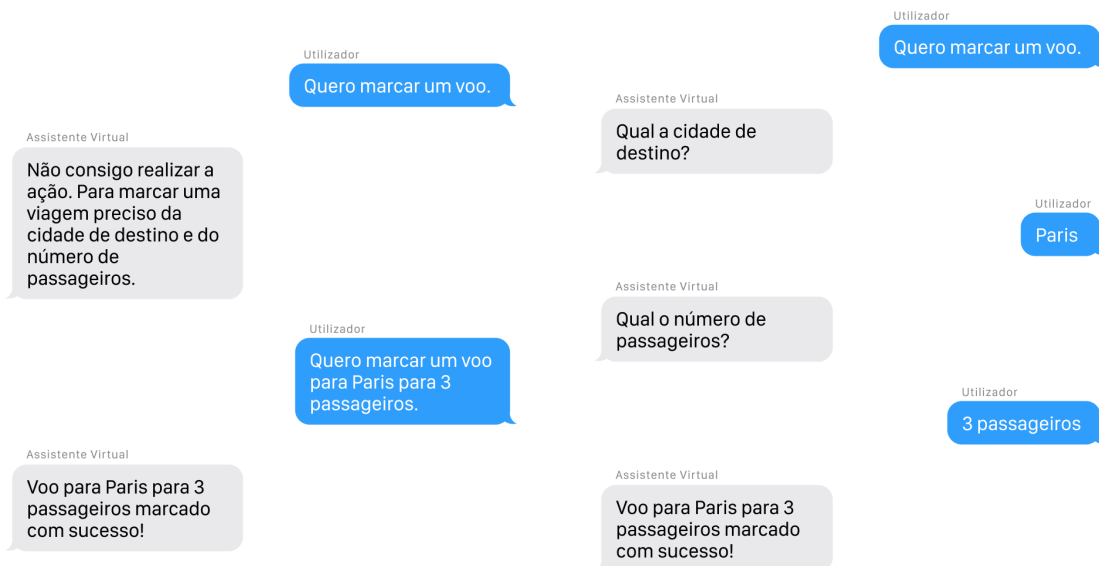 Utilizador
Quero marcar um voo.
Assistente Virtual
Não consigo realizar a
ação. Para marcar uma
viagem preciso da
cidade de destino e do
número de
passageiros.
Utilizador
Quero marcar um voo
para Paris para 3
passageiros.
Assistente Virtual
Voo para Paris para 3
passageiros marcado
com sucesso!
Utilizador
Quero marcar um voo.
Assistente Virtual
Qual a cidade de
destino?
Utilizador
Paris
Assistente Virtual
Qual o número de
passageiros?
Utilizador
3 passageiros
Assistente Virtual
Voo para Paris para 3
passageiros marcado
com sucesso!